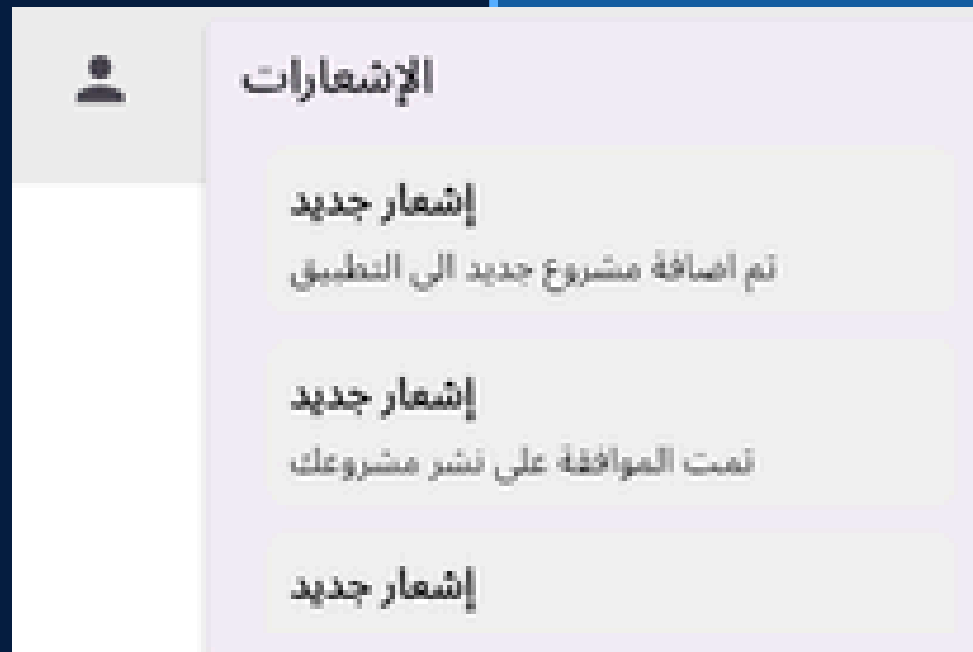 الإشعارات
إشعار جديد
تم اضافة مشروع جديد الى التطبيق
إشعار جديد
تمت الموافقة على نشر مشروعك
إشعار جديد